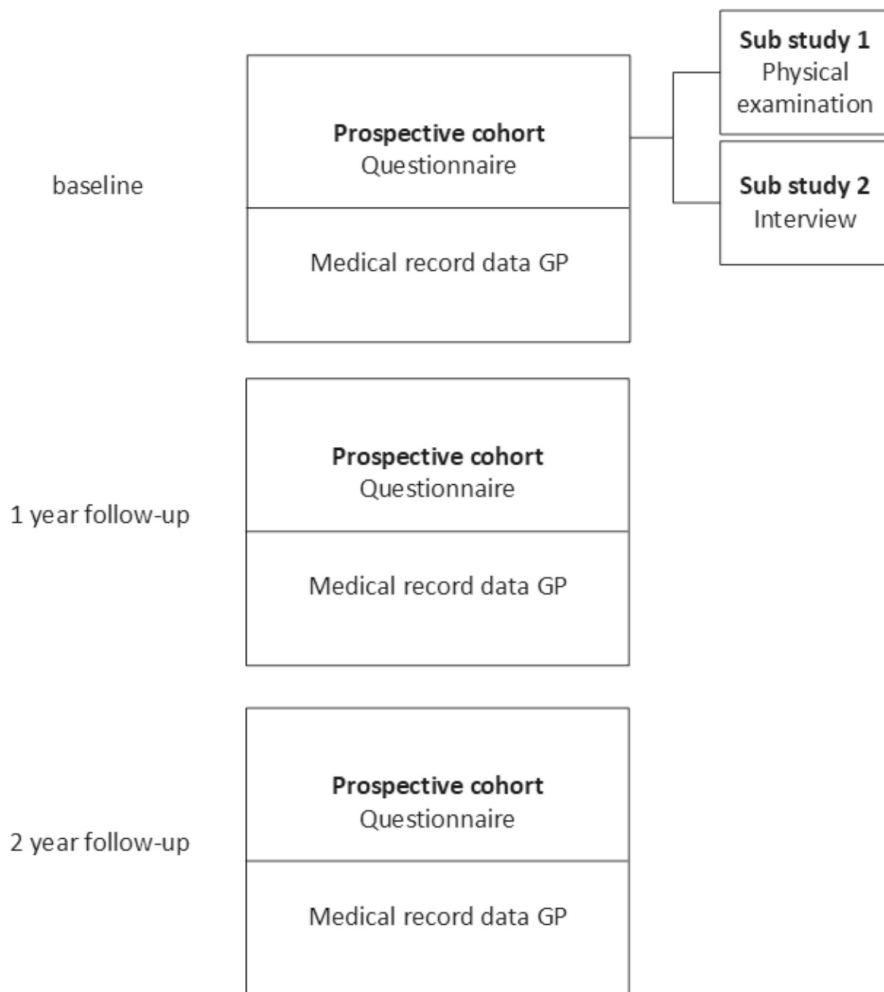 baseline
Prospective cohort
Questionnaire
Medical record data GP
Sub study 1
Physical
examination
Sub study 2
Interview
1 year follow-up
Prospective cohort
Questionnaire
Medical record data GP
2 year follow-up
Prospective cohort
Questionnaire
Medical record data GP